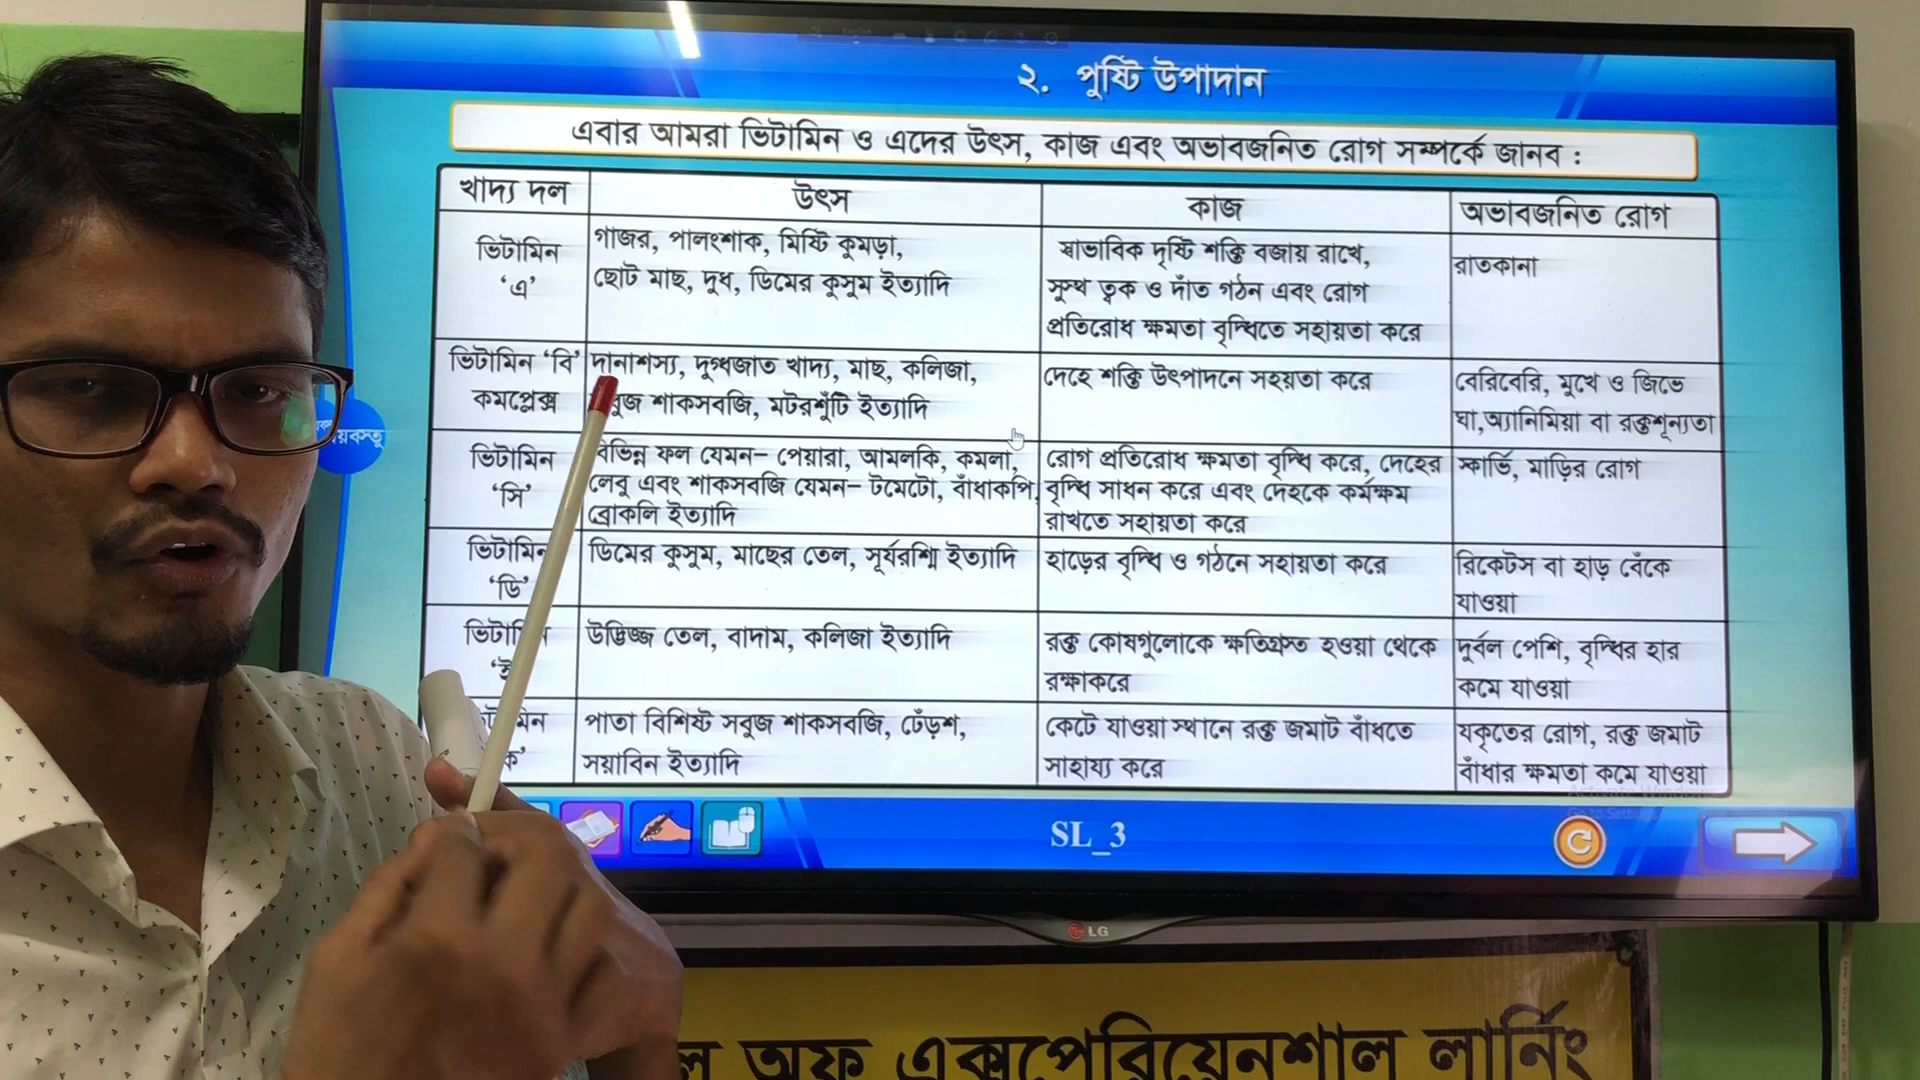 ২. পুষ্টি উপাদান
এবার আমরা ভিটামিন ও এদের উৎস, কাজ এবং অভাবজনিত রোগ সম্পর্কে জানব :
খাদ্য দল উৎস কাজ অভাবজনিত রোগ
ভিটামিন ‘এ’
গাজর, পালংশাক, মিষ্টি কুমড়া,
ছোট মাছ, দুধ, ডিমের কুসুম ইত্যাদি
স্বাভাবিক দৃষ্টি শক্তি বজায় রাখে,
সুস্থ ত্বক ও দাঁত গঠন এবং রোগ
প্রতিরোধ ক্ষমতা বৃদ্ধিতে সহায়তা করে
রাতকানা
ভিটামিন ‘বি’
কমপ্লেক্স
দানাশস্য, দুগ্ধজাত খাদ্য, মাছ, কলিজা,
বুজ শাকসবজি, মটরশুঁটি ইত্যাদি
দেহে শক্তি উৎপাদনে সহয়তা করে
বেরিবেরি, মুখে ও জিভে
ঘা,অ্যানিমিয়া বা রক্তশূন্যতা
ভিটামিন
‘সি’
বিভিন্ন ফল যেমন– পেয়ারা, আমলকি, কমলা,
লেবু এবং শাকসবজি যেমন– টমেটো, বাঁধাকপি,
ব্রোকলি ইত্যাদি
রোগ প্রতিরোধ ক্ষমতা বৃদ্ধি করে, দেহের
বৃদ্ধি সাধন করে এবং দেহকে কর্মক্ষম
রাখতে সহায়তা করে
স্কার্ভি, মাড়ির রোগ
ভিটামিন
‘ডি’
ডিমের কুসুম, মাছের তেল, সূর্যরশ্মি ইত্যাদি
হাড়ের বৃদ্ধি ও গঠনে সহায়তা করে
রিকেটস বা হাড় বেঁকে
যাওয়া
উদ্ভিজ্জ তেল, বাদাম, কলিজা ইত্যাদি
রক্ত কোষগুলোকে ক্ষতিগ্রস্ত হওয়া থেকে
রক্ষাকরে
দুর্বল পেশি, বৃদ্ধির হার
কমে যাওয়া
পাতা বিশিষ্ট সবুজ শাকসবজি, ঢেঁড়শ,
সয়াবিন ইত্যাদি
কেটে যাওয়া স্থানে রক্ত জমাট বাঁধতে
সাহায্য করে
যকৃতের রোগ, রক্ত জমাট
বাঁধার ক্ষমতা কমে যাওয়া
SL_3
LG
ল অফ এক্সপেরিয়েনশাল লার্নিং